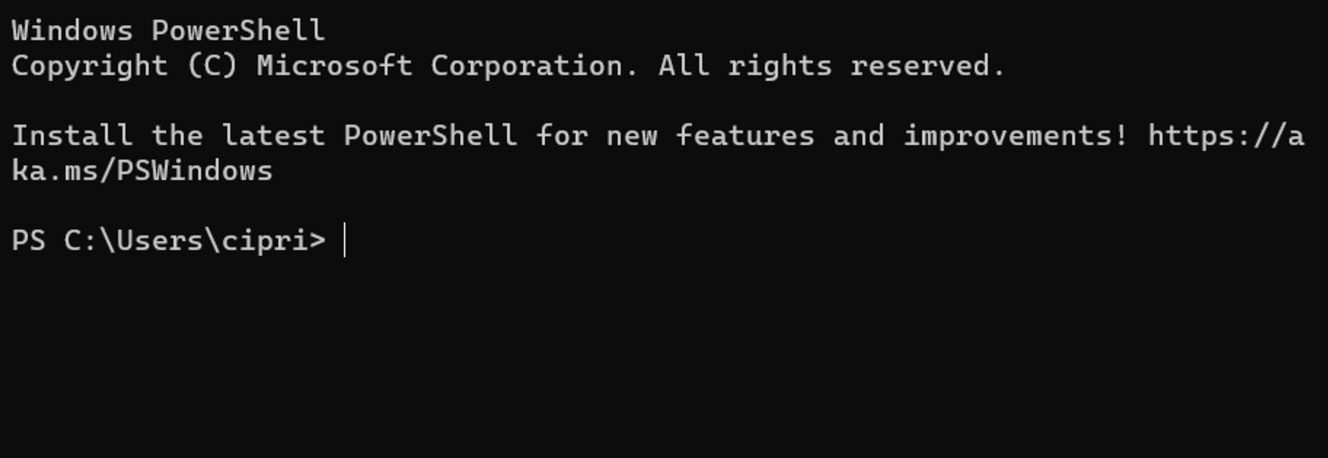 Windows PowerShell
Copyright (C) Microsoft Corporation. All rights reserved.
Install the latest PowerShell for new features and improvements! https://a
ka.ms/PSWindows
PS C:\Users\cipri>